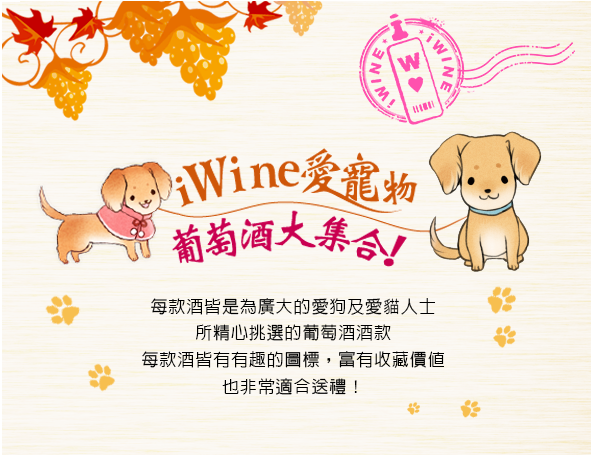 iWINE
iWINE
W
iWine愛寵物
葡萄酒大集合!
每款酒皆是為廣大的愛狗及愛貓人士
所精心挑選的葡萄酒酒款
每款酒皆有有趣的圖標，富有收藏價值
也非常適合送禮！